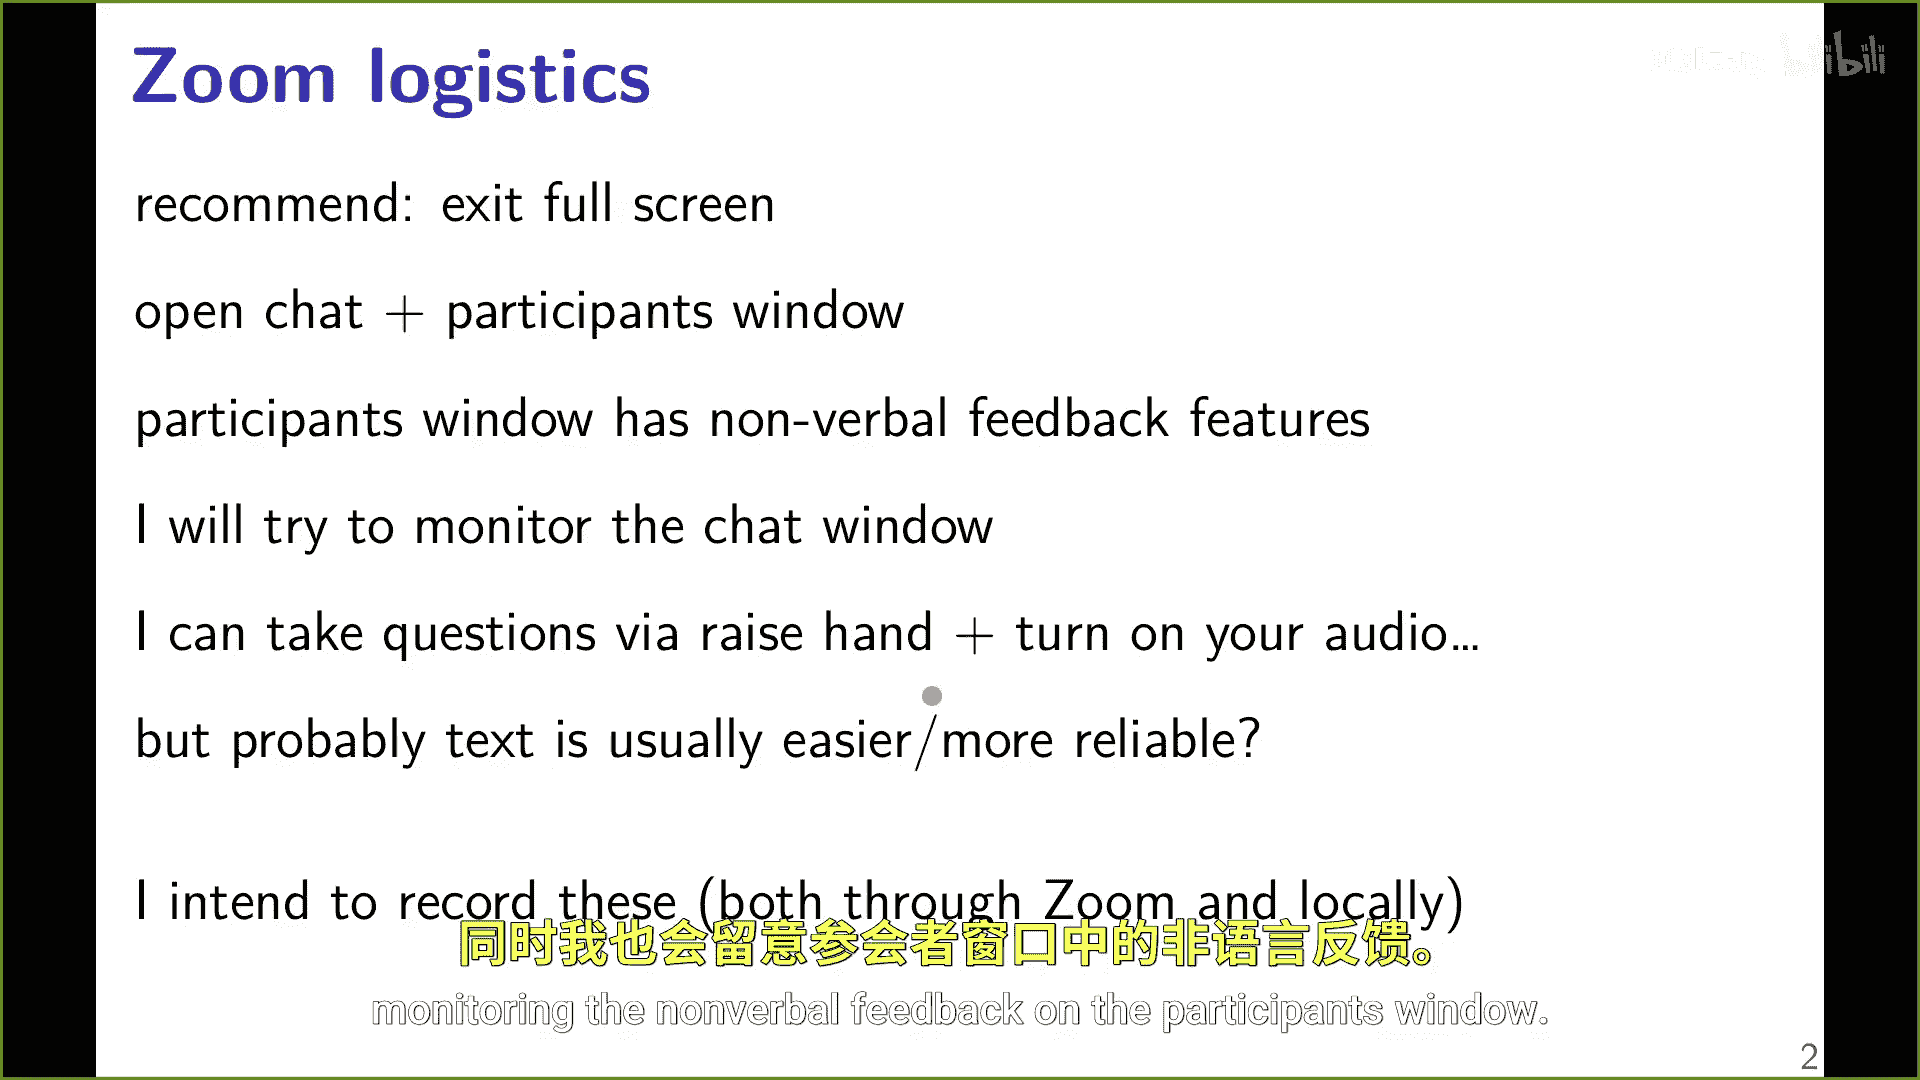 Zoom logistics
bilibili
recommend: exit full screen
open chat + participants window
participants window has non-verbal feedback features
I will try to monitor the chat window
I can take questions via raise hand + turn on your audio...
but probably text is usually easier/more reliable?
I intend to record these (both through Zoom and locally)
同时我也会留意参会者窗口中的非语言反馈。
monitoring the nonverbal feedback on the participants window.
2